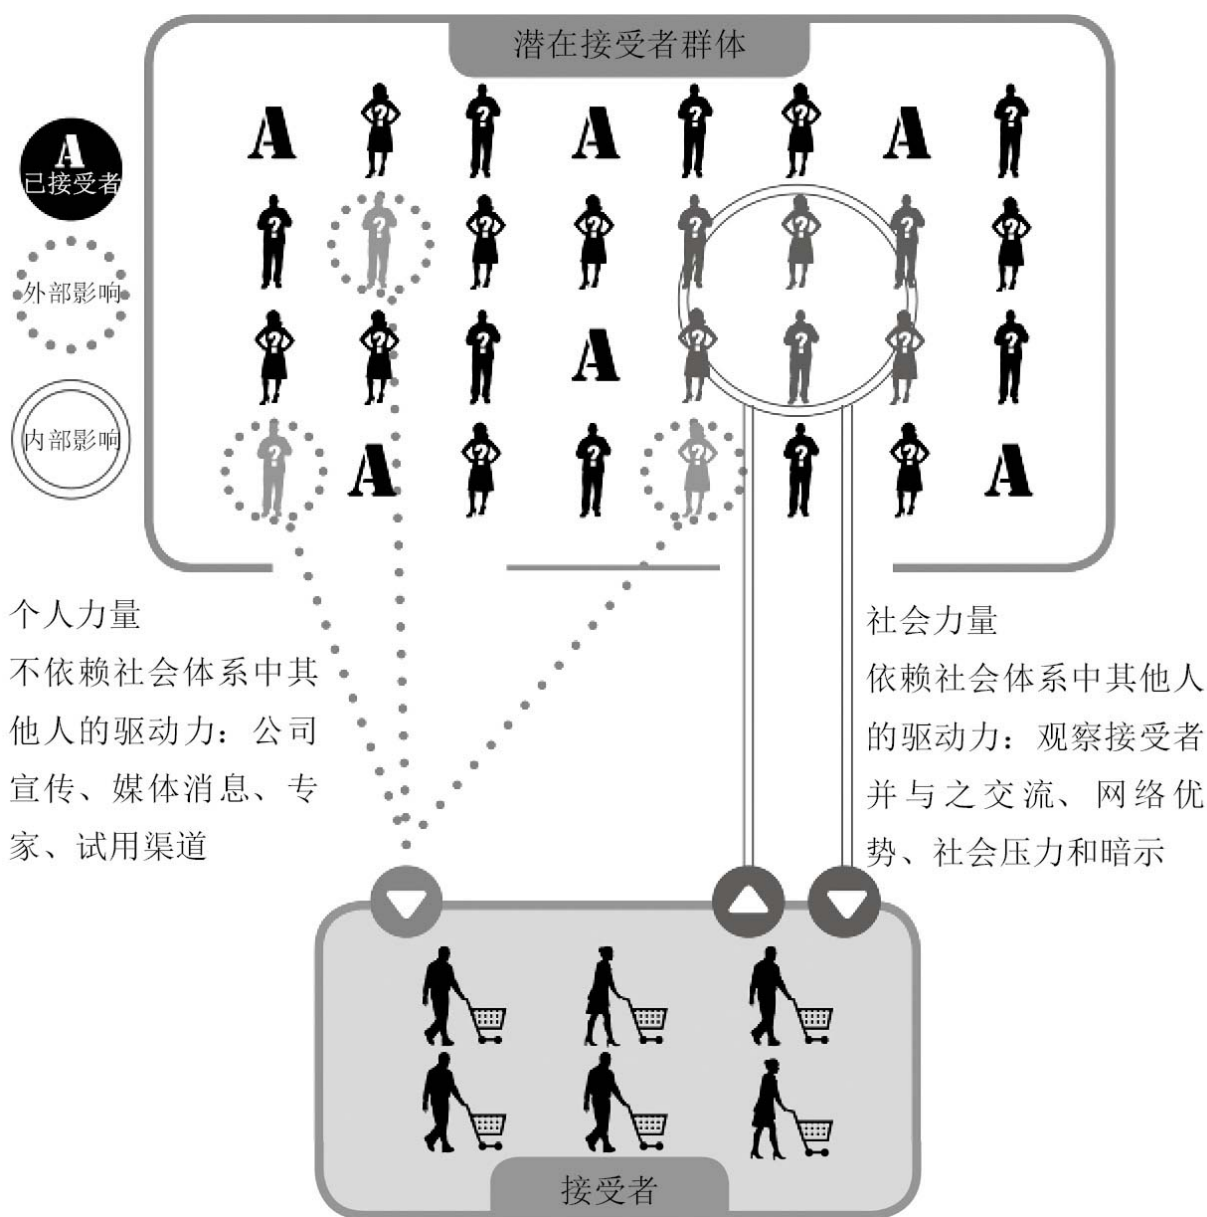 潜在接受者群体
A ? ? A ? ? A ?
A
已接受者
? ? ? ? ? ? ? ?
外部影响
? ? ? A ? ? ? ?
内部影响
? A ? ? ? ? ? A
个人力量
不依赖社会体系中其
他人的驱动力：公司
宣传、媒体消息、专
家、试用渠道
社会力量
依赖社会体系中其他人
的驱动力：观察接受者
并与之交流、网络优
势、社会压力和暗示
接受者